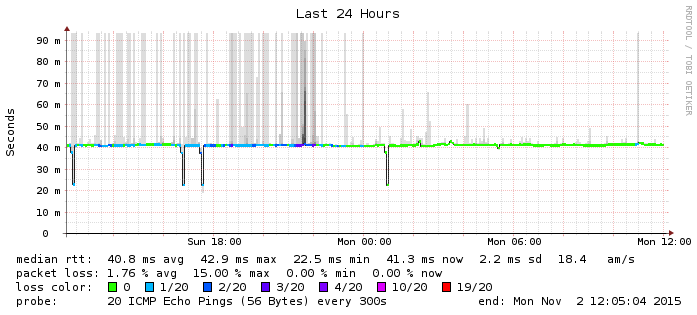 Last 24 Hours
RRDTOOL / TOBI OETIKER
Seconds
90 m
80 m
70 m
60 m
50 m
40 m
30 m
20 m
10 m
0
Sun 18:00 Mon 00:00 Mon 06:00 Mon 12:00
median rtt: 40.8 ms avg 42.9 ms max 22.5 ms min 41.3 ms now 2.2 ms sd 18.4 am/s
packet loss: 1.76 % avg 15.00 % max 0.00 % min 0.00 % now
loss color: 0 1/20 2/20 3/20 4/20 10/20 19/20
probe: 20 ICMP Echo Pings (56 Bytes) every 300s end: Mon Nov 2 12:05:04 2015